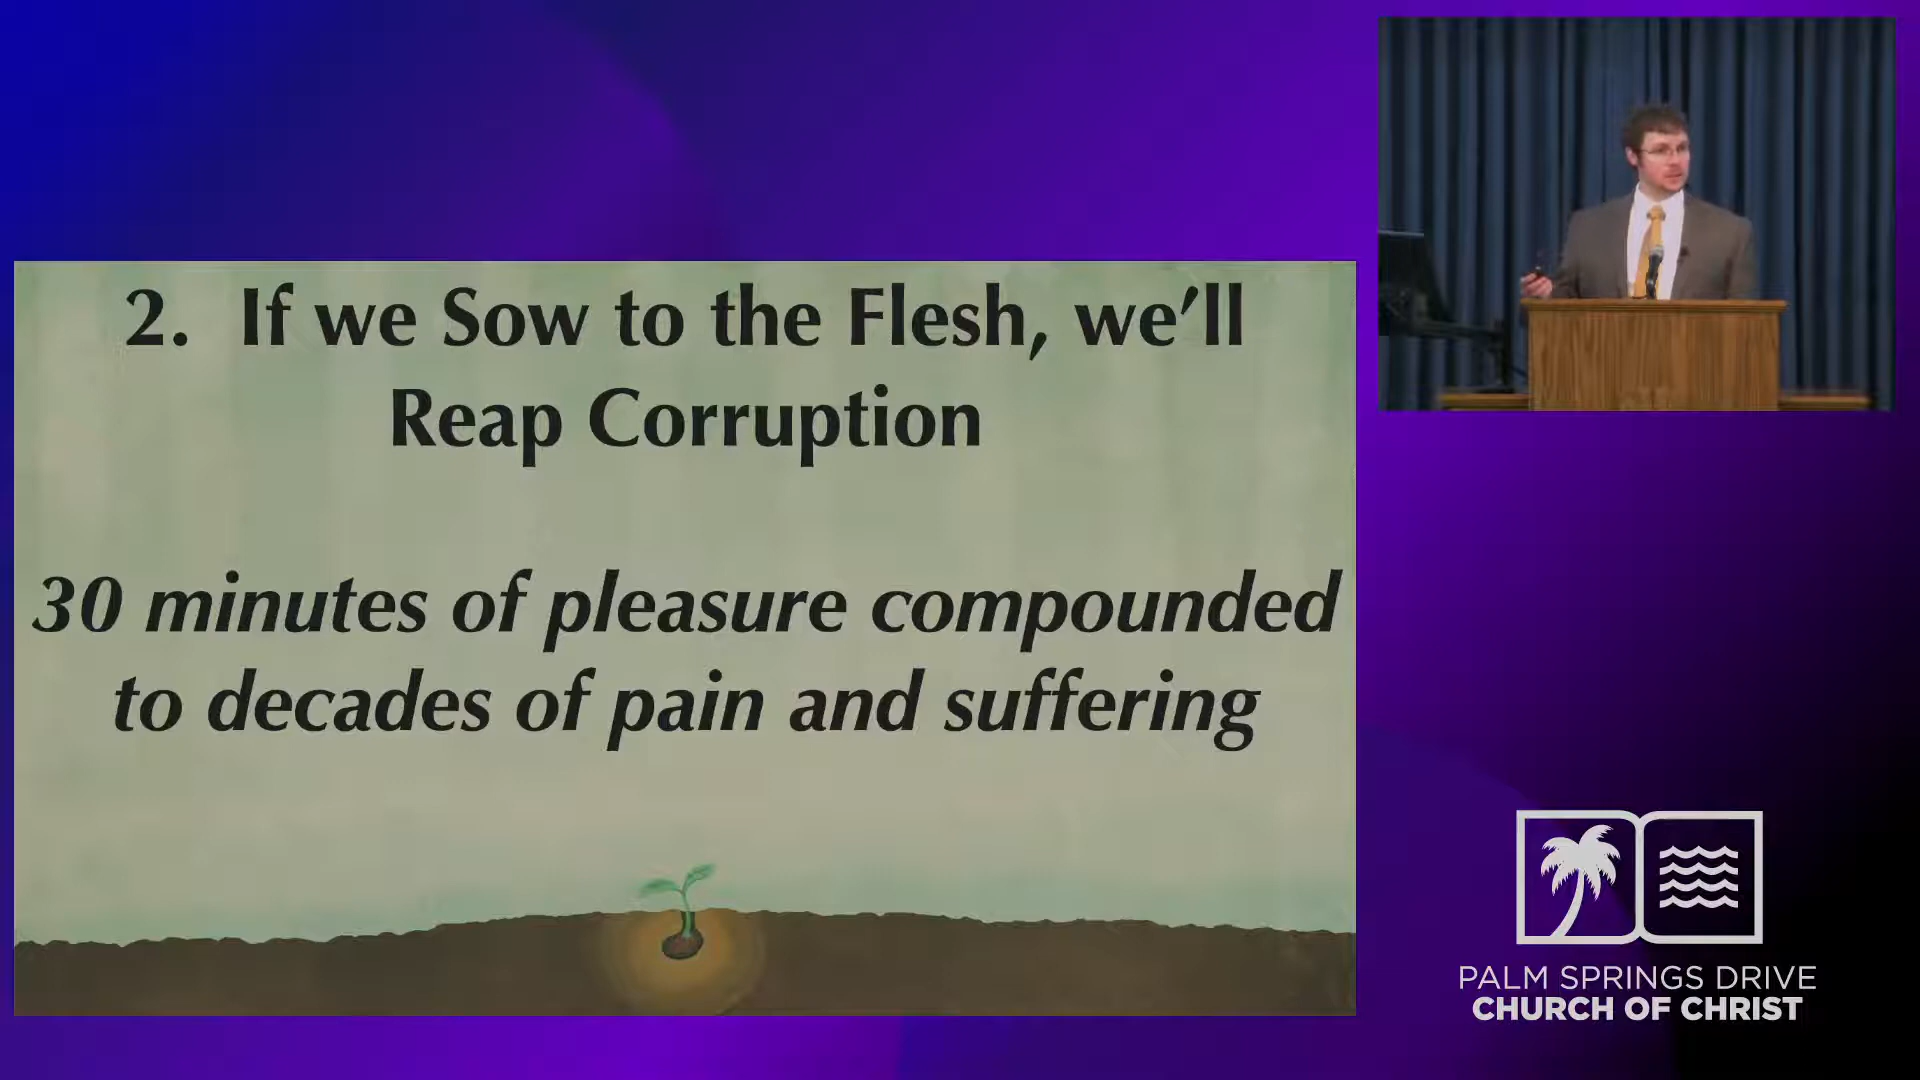 2. If we Sow to the Flesh, we’ll
Reap Corruption
30 minutes of pleasure compounded
to decades of pain and suffering
PALM SPRINGS DRIVE
CHURCH OF CHRIST